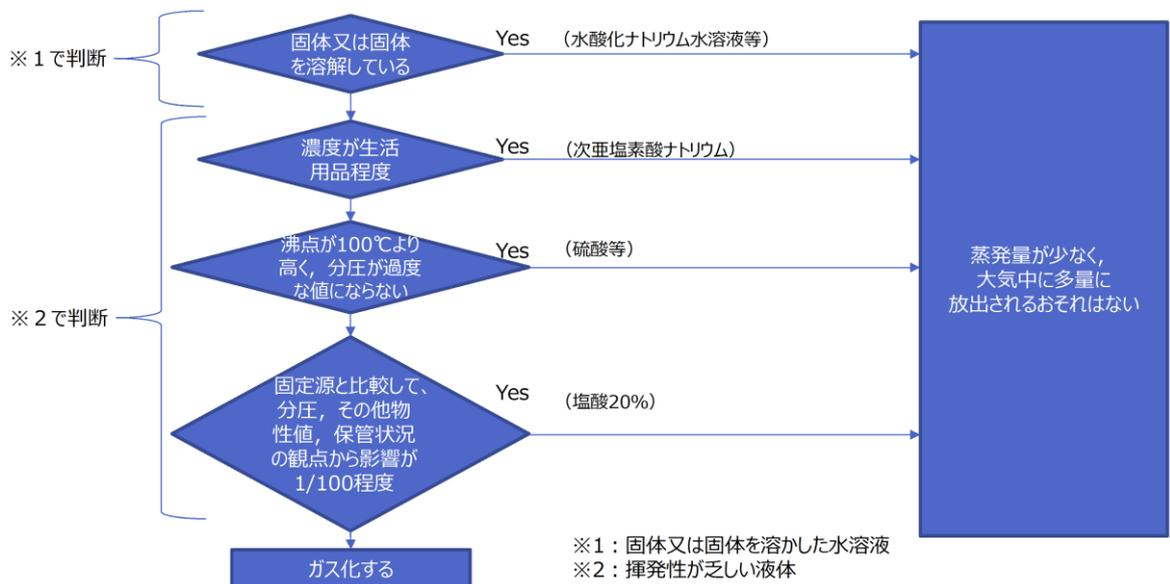 ※１で判断
固体又は固体
を溶解している
Yes
（水酸化ナトリウム水溶液等）
濃度が生活
用品程度
Yes
（次亜塩素酸ナトリウム）
沸点が100℃より
高く，分圧が過度
な値にならない
Yes
（硫酸等）
※２で判断
固定源と比較して、
分圧，その他物
性値，保管状況
の観点から影響が
1/100程度
Yes
（塩酸20%）
蒸発量が少なく，
大気中に多量に
放出されるおそれはない
ガス化する
※１：固体又は固体を溶かした水溶液
※２：揮発性が乏しい液体